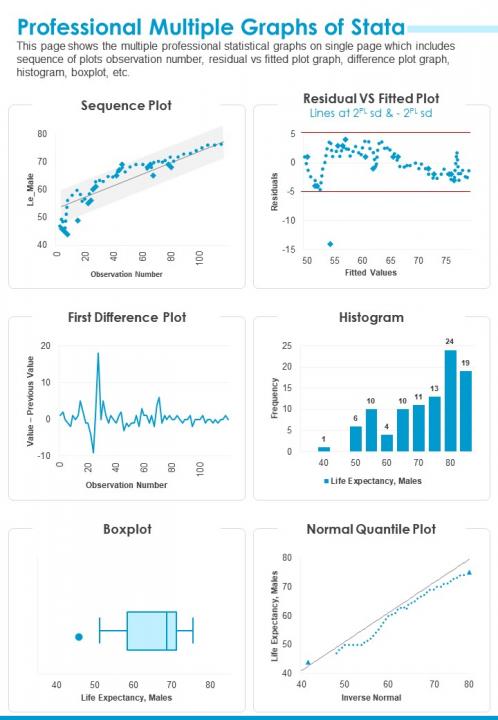 Professional Multiple Graphs of Stata
This page shows the multiple professional statistical graphs on single page which includes
sequence of plots observation number, residual vs fitted plot graph, difference plot graph,
histogram, boxplot, etc.
Sequence Plot
80
70
60
50
40
Le_Male
0
20
40
60
80
100
Observation Number
Residual VS Fitted Plot
Lines at 2PL sd & - 2PL sd
5
0
-5
-10
-15
Residuals
50 55 60 65 70 75
Fitted Values
First Difference Plot
20
10
0
-10
Value – Previous Value
0
20
40
60
80
100
Observation Number
Histogram
25
20
15
10
5
0
Frequency
1
6
10
4
10
11
13
24
19
40 50 60 70 80
Life Expectancy, Males
Boxplot
40 50 60 70 80
Life Expectancy, Males
Normal Quantile Plot
80
70
60
50
40
Life Expectancy, Males
40 50 60 70 80
Inverse Normal